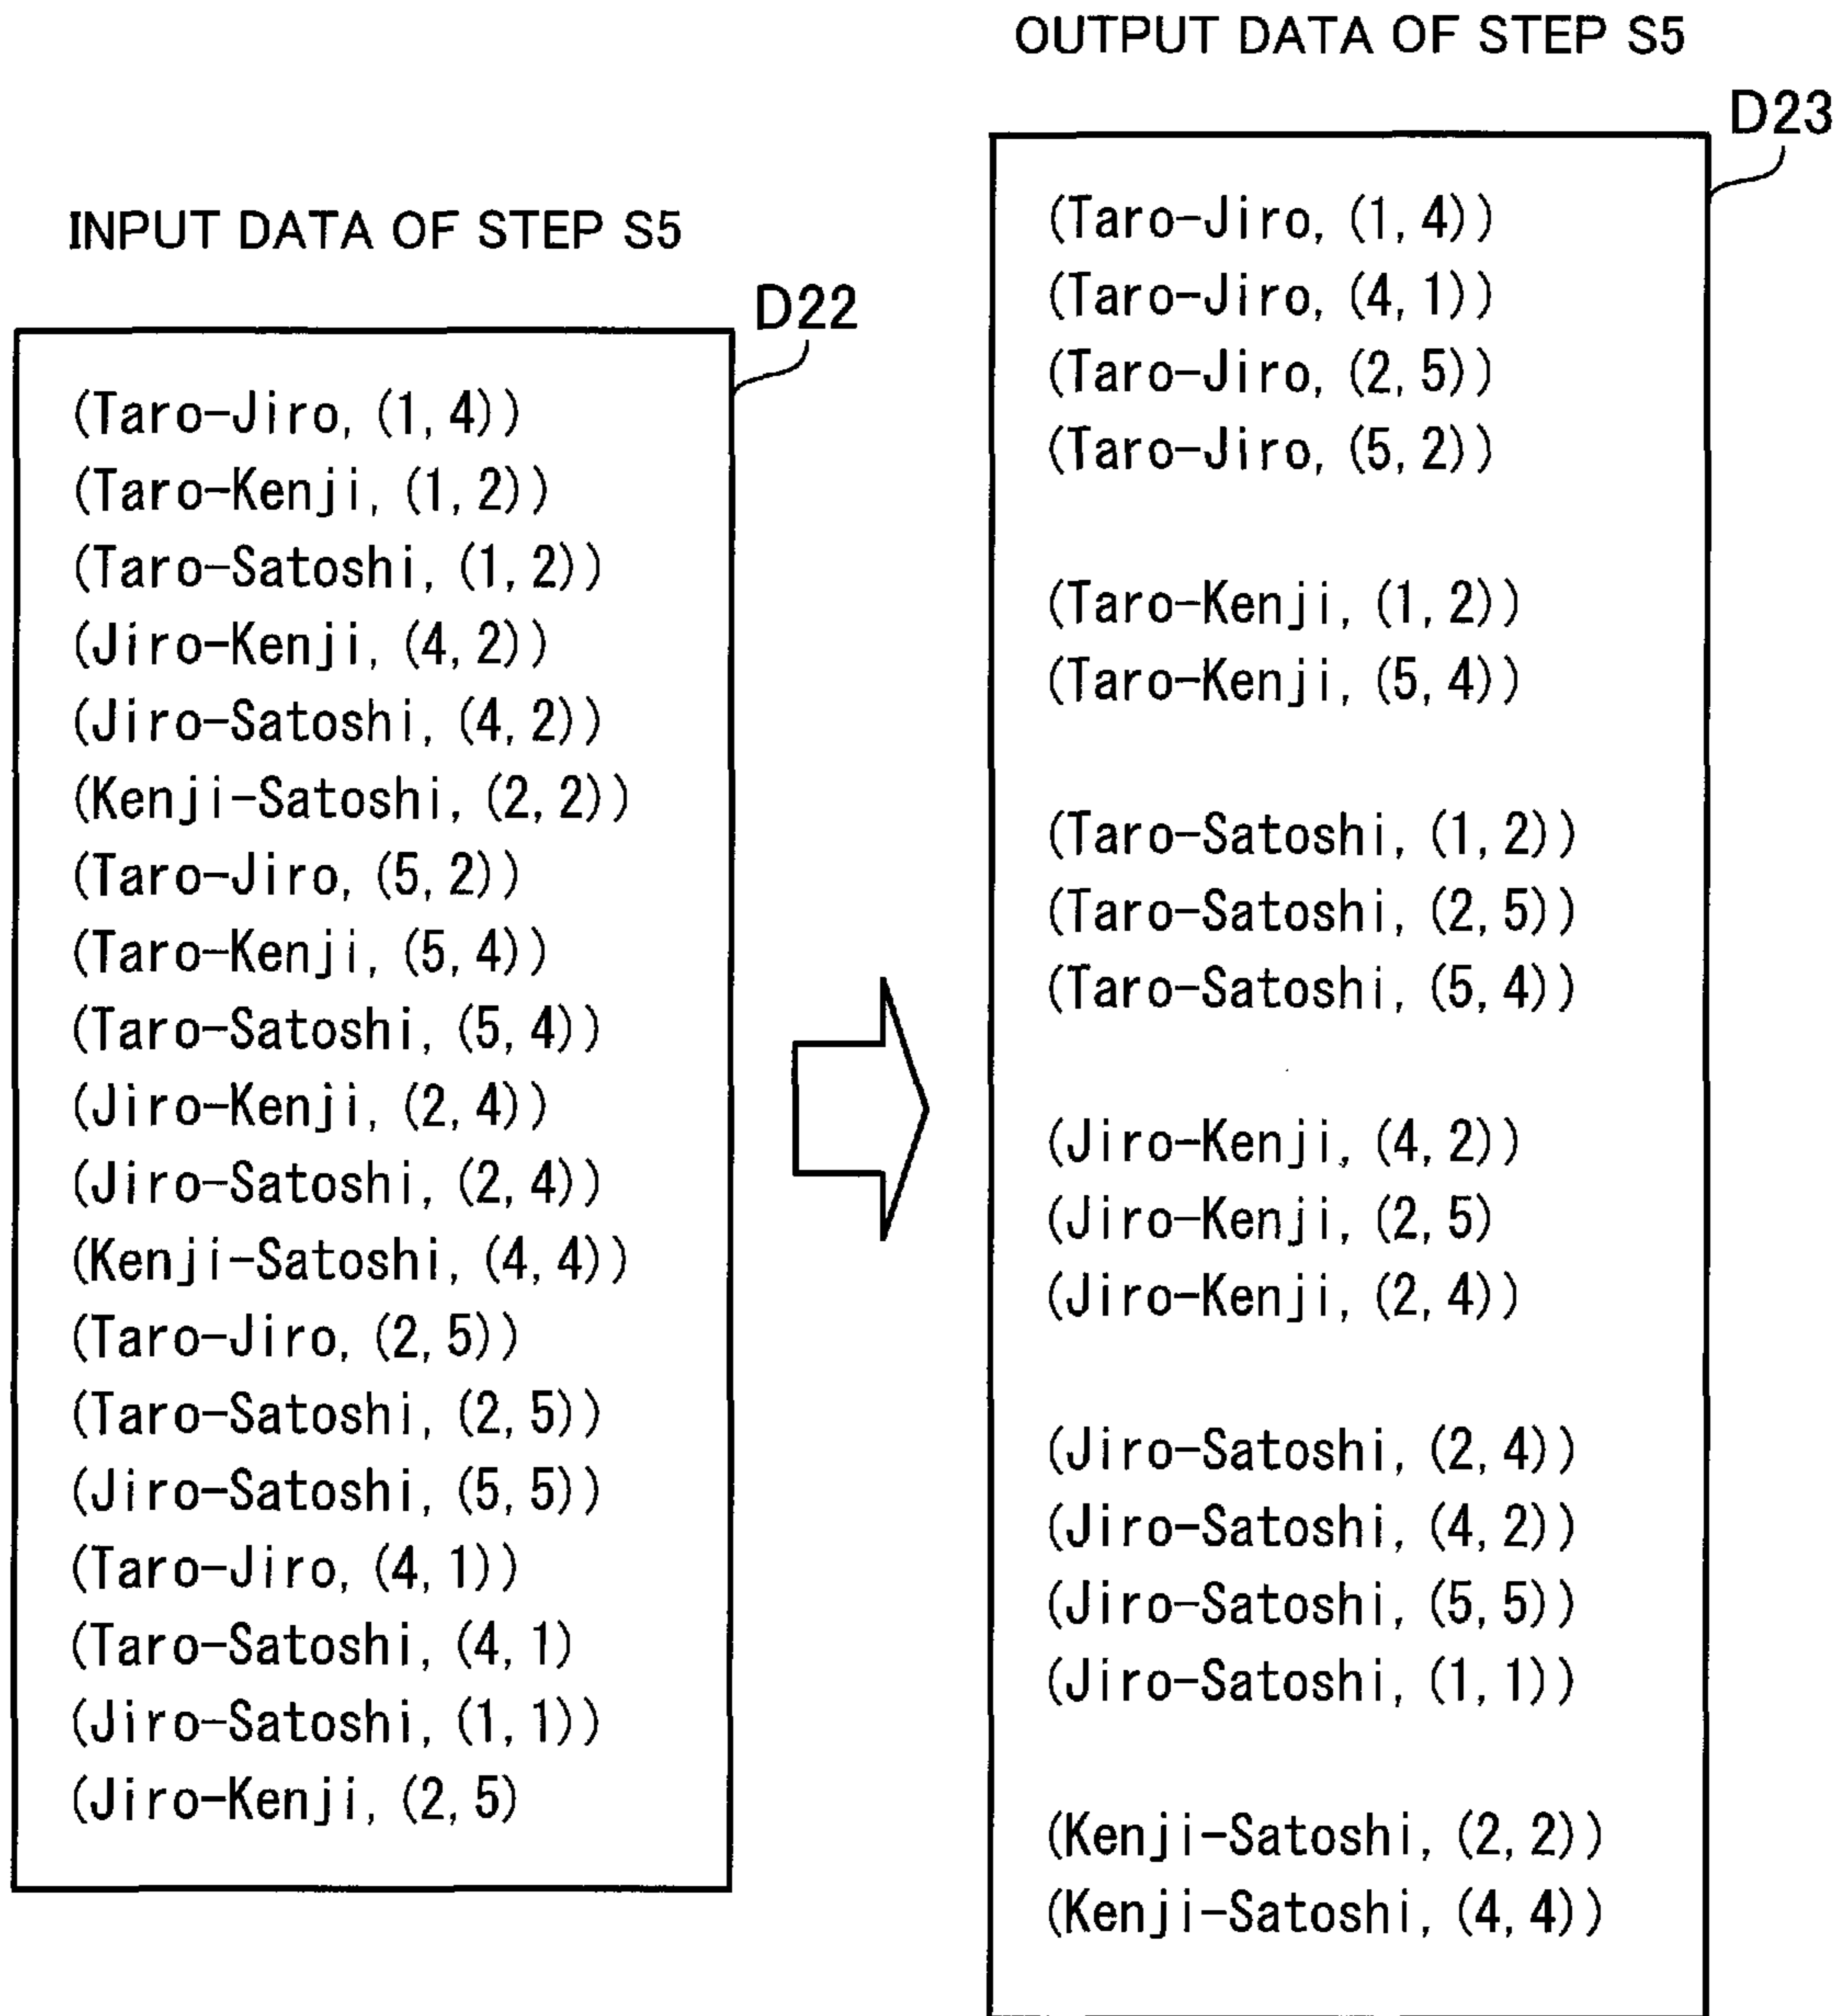 INPUT DATA OF STEP S5
D22
(Taro-Jiro, (1, 4))
(Taro-Kenji, (1, 2))
(Taro-Satoshi, (1, 2))
(Jiro-Kenji, (4, 2))
(Jiro-Satoshi, (4, 2))
(Kenji-Satoshi, (2, 2))
(Taro-Jiro, (5, 2))
(Taro-Kenji, (5, 4))
(Taro-Satoshi, (5, 4))
(Jiro-Kenji, (2, 4))
(Jiro-Satoshi, (2, 4))
(Kenji-Satoshi, (4, 4))
(Taro-Jiro, (2, 5))
(Taro-Satoshi, (2, 5))
(Jiro-Satoshi, (5, 5))
(Taro-Jiro, (4, 1))
(Taro-Satoshi, (4, 1)
(Jiro-Satoshi, (1, 1))
(Jiro-Kenji, (2, 5)
OUTPUT DATA OF STEP S5
D23
(Taro-Jiro, (1, 4))
(Taro-Jiro, (4, 1))
(Taro-Jiro, (2, 5))
(Taro-Jiro, (5, 2))
(Taro-Kenji, (1, 2))
(Taro-Kenji, (5, 4))
(Taro-Satoshi, (1, 2))
(Taro-Satoshi, (2, 5))
(Taro-Satoshi, (5, 4))
(Jiro-Kenji, (4, 2))
(Jiro-Kenji, (2, 5)
(Jiro-Kenji, (2, 4))
(Jiro-Satoshi, (2, 4))
(Jiro-Satoshi, (4, 2))
(Jiro-Satoshi, (5, 5))
(Jiro-Satoshi, (1, 1))
(Kenji-Satoshi, (2, 2))
(Kenji-Satoshi, (4, 4))